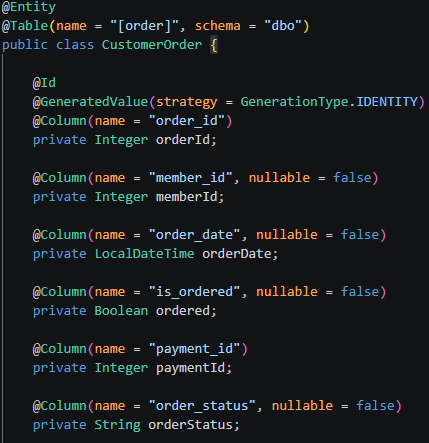 @Entity
@Table(name = "[order]", schema = "dbo")
public class CustomerOrder {
@Id
@GeneratedValue(strategy = GenerationType.IDENTITY)
@Column(name = "order_id")
private Integer orderId;
@Column(name = "member_id", nullable = false)
private Integer memberId;
@Column(name = "order_date", nullable = false)
private LocalDateTime orderDate;
@Column(name = "is_ordered", nullable = false)
private Boolean ordered;
@Column(name = "payment_id")
private Integer paymentId;
@Column(name = "order_status", nullable = false)
private String orderStatus;